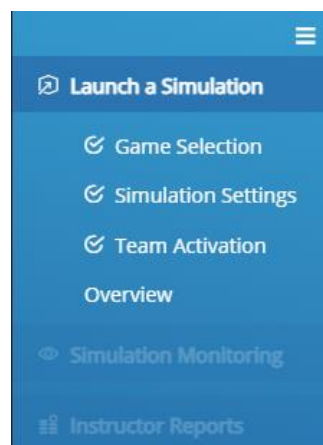 Launch a Simulation
Game Selection
Simulation Settings
Team Activation
Overview
Simulation Monitoring
Instructor Reports